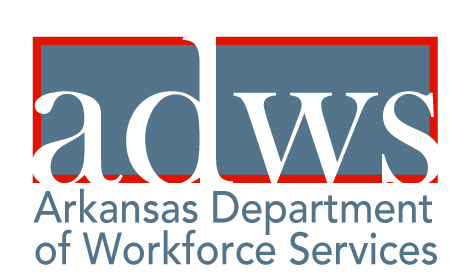 adws
Arkansas Department
of Workforce Services